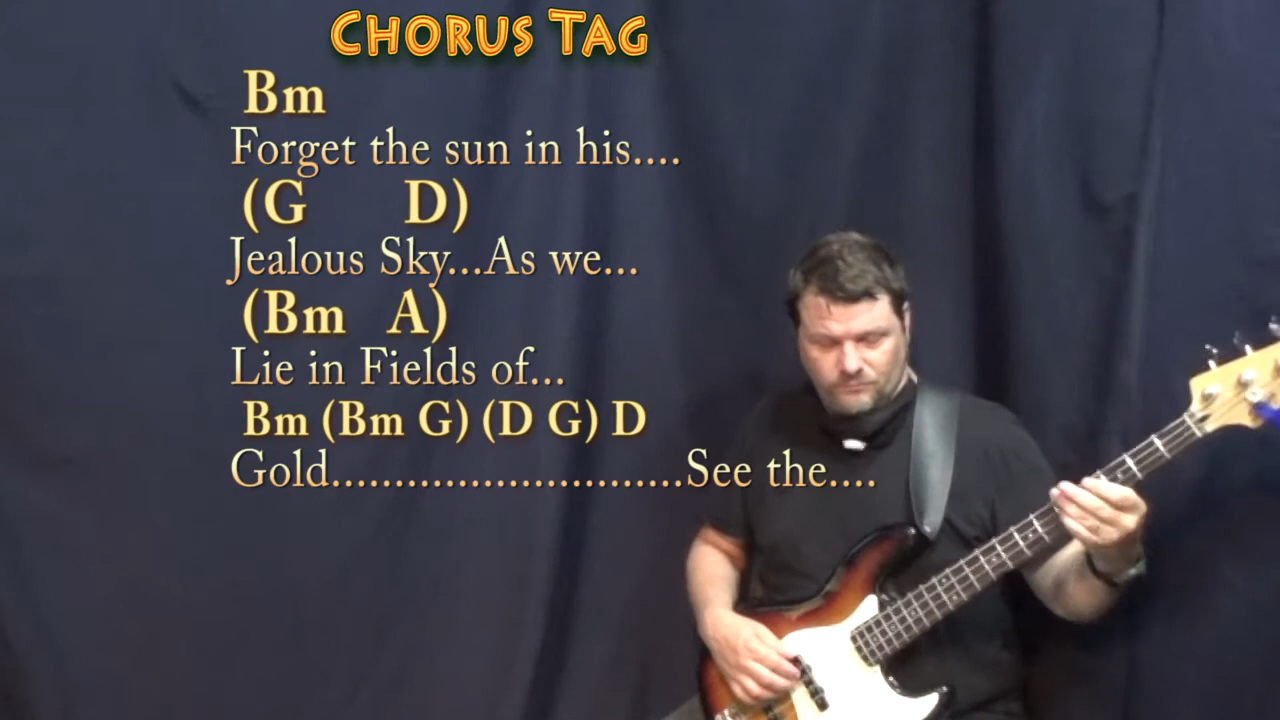 CHORUS TAG
Bm
Forget the sun in his....
(G D)
Jealous Sky...As we...
(Bm A)
Lie in Fields of...
Bm (Bm G) (D G) D
Gold............................See the....